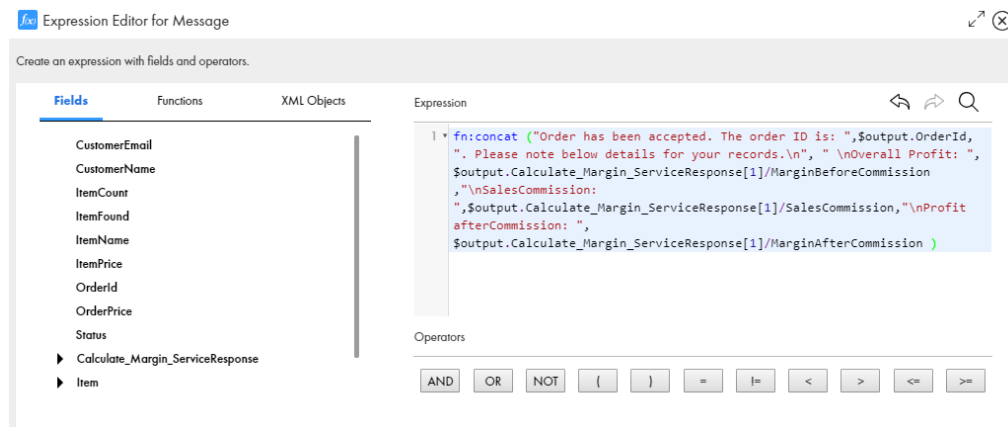 fx Expression Editor for Message
Create an expression with fields and operators.
Fields Functions XML Objects
CustomerEmail
CustomerName
ItemCount
ItemFound
ItemName
ItemPrice
OrderId
OrderPrice
Status
Calculate_Margin_ServiceResponse
Item
Expression
1 fn:concat ("Order has been accepted. The order ID is: ",$output.OrderId,
". Please note below details for your records.\n", " \nOverall Profit: ",
$output.Calculate_Margin_ServiceResponse[1]/MarginBeforeCommission
,"\nSalesCommission:
",$output.Calculate_Margin_ServiceResponse[1]/SalesCommission,"\nProfit
afterCommission: ",
$output.Calculate_Margin_ServiceResponse[1]/MarginAfterCommission )
Operators
AND OR NOT ( ) = != < > <= >=